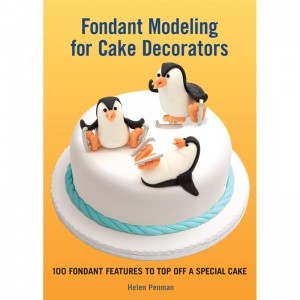 Fondant Modeling
for Cake Decorators
100 FONDANT FEATURES TO TOP OFF A SPECIAL CAKE
Helen Penman